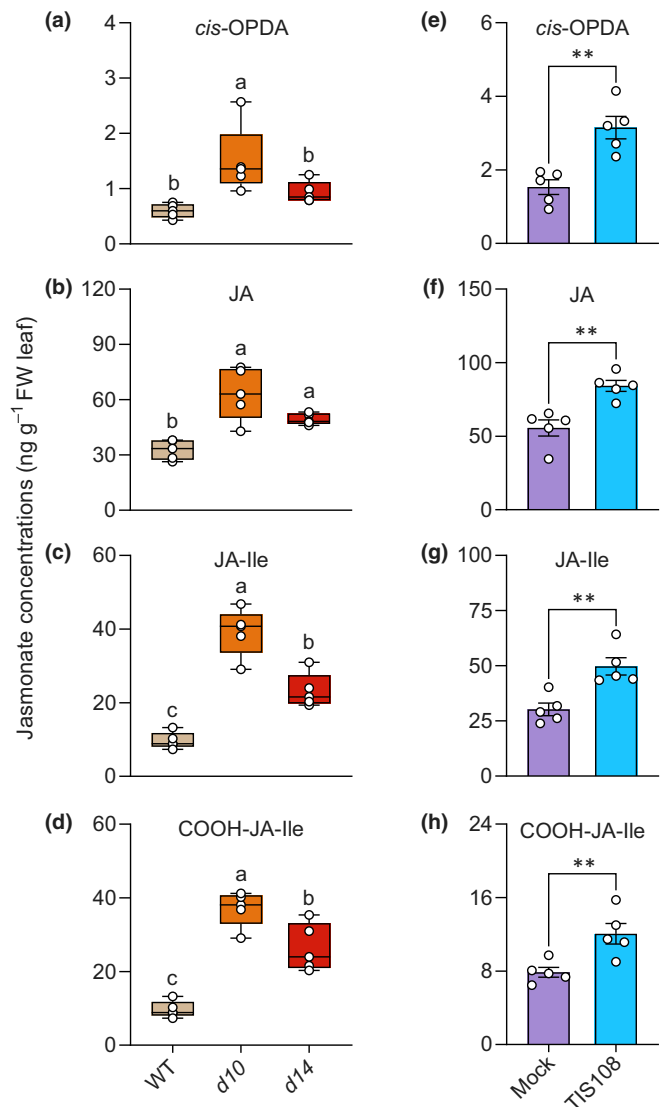 Jasmonate concentrations (ng g⁻¹ FW leaf)
(a)
cis-OPDA
4
3
2
1
0
b
a
b
(b)
JA
120
90
60
30
0
b
a
a
(c)
JA-Ile
60
40
20
0
c
a
b
(d)
COOH-JA-Ile
60
40
20
0
c
a
b
WT
d10
d14
(e)
cis-OPDA
6
4
2
0
**
(f)
JA
150
100
50
0
**
(g)
JA-Ile
100
75
50
25
0
**
(h)
COOH-JA-Ile
24
16
12
8
0
**
Mock
TIS108